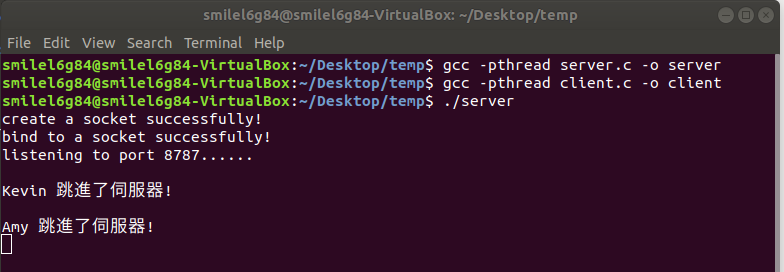 smilel6g84@smilel6g84-VirtualBox: ~/Desktop/temp
File Edit View Search Terminal Help
smilel6g84@smilel6g84-VirtualBox:~/Desktop/temp$ gcc -pthread server.c -o server
smilel6g84@smilel6g84-VirtualBox:~/Desktop/temp$ gcc -pthread client.c -o client
smilel6g84@smilel6g84-VirtualBox:~/Desktop/temp$ ./server
create a socket successfully!
bind to a socket successfully!
listening to port 8787......
Kevin 跳進了伺服器!
Amy 跳進了伺服器!